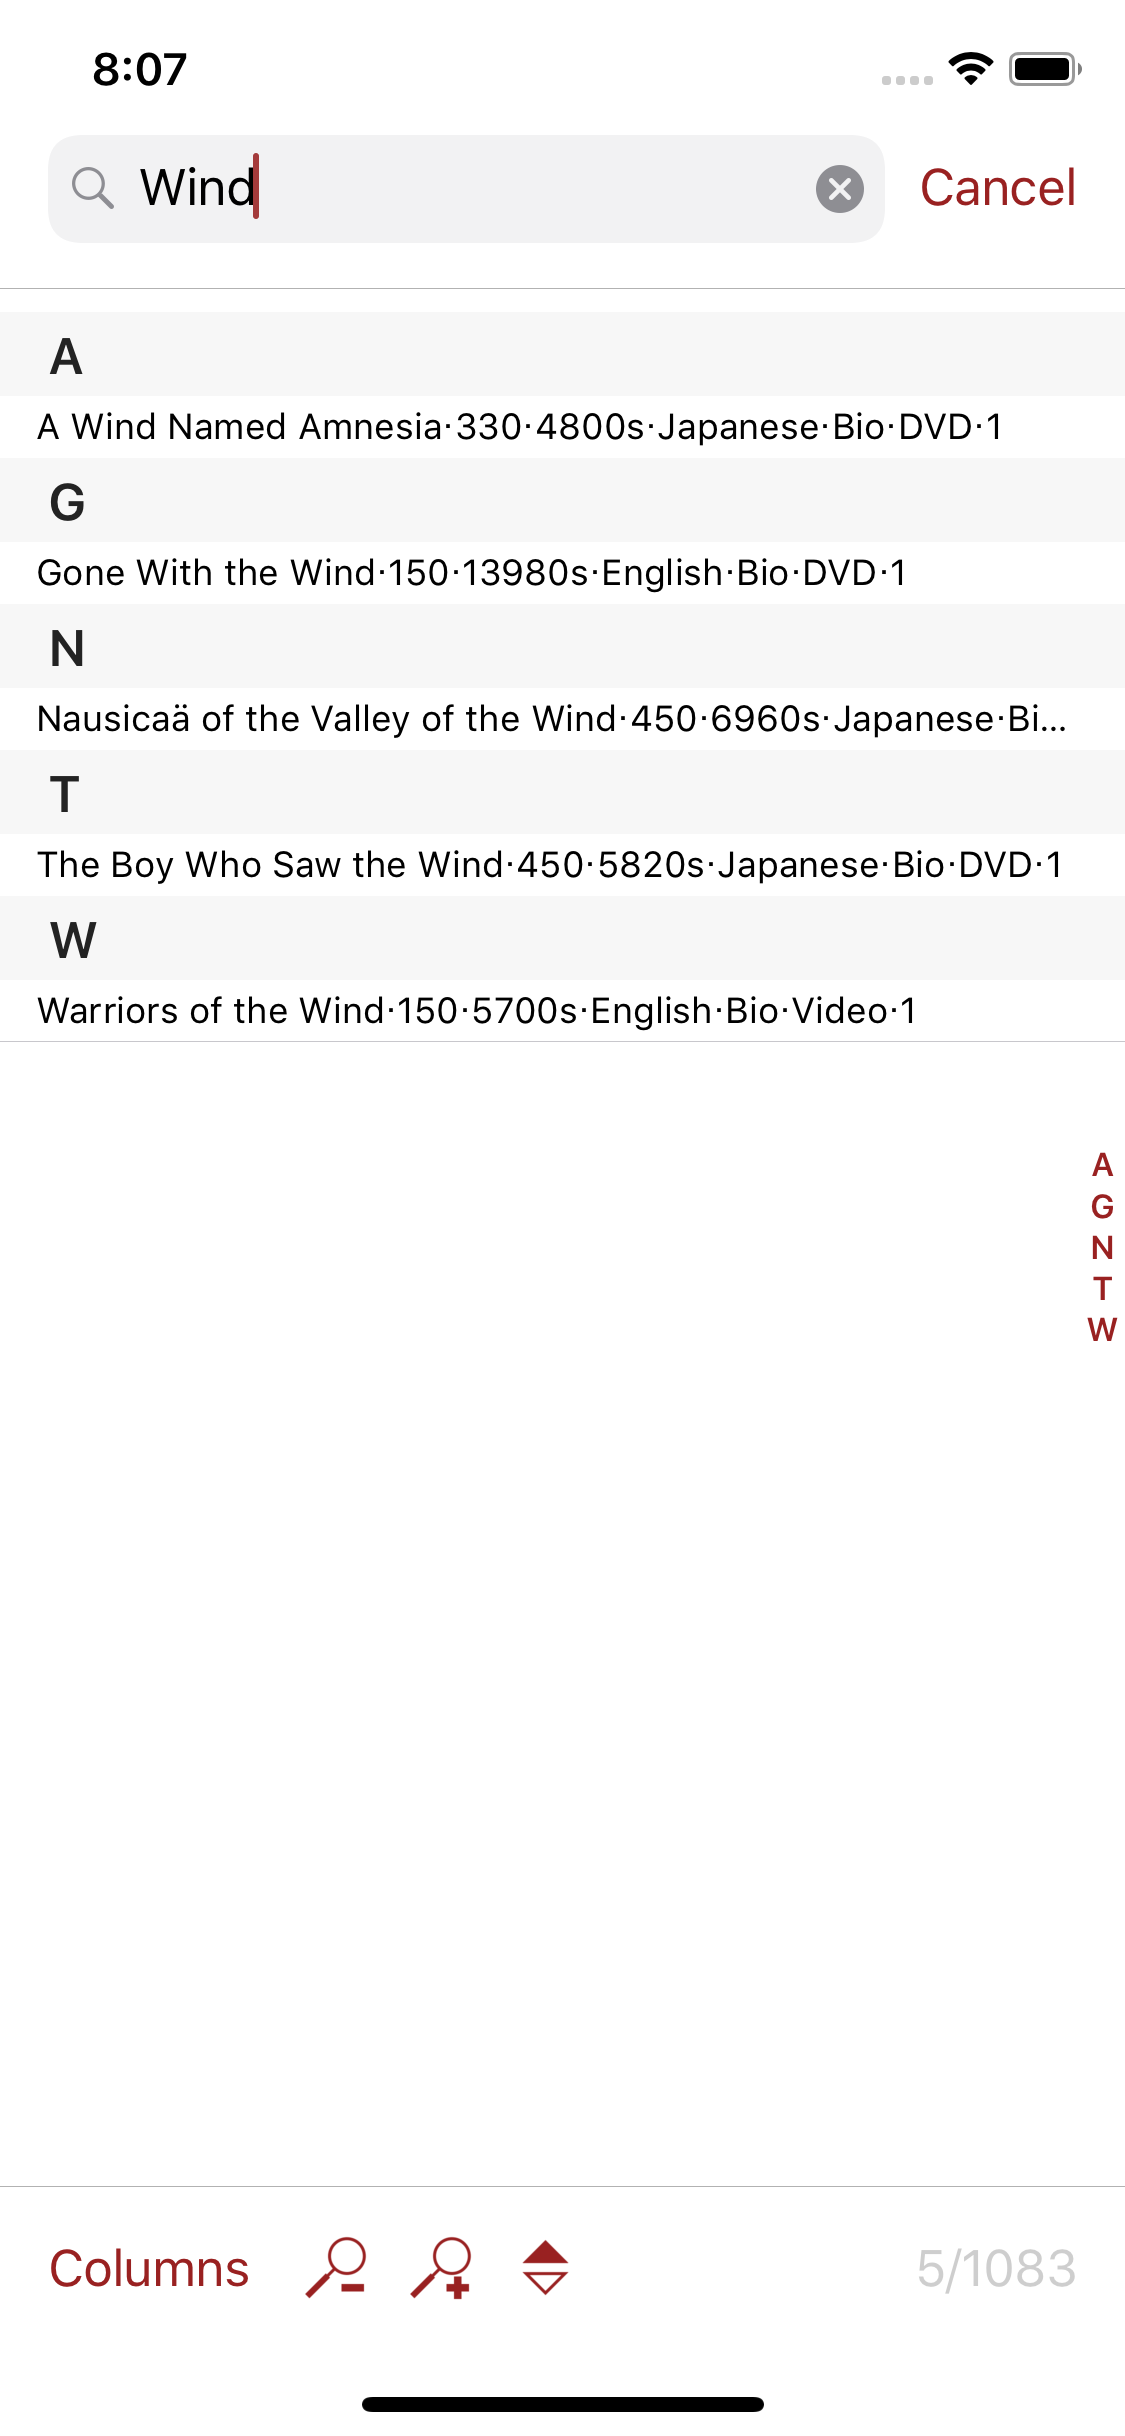 8:07
Wind
Cancel
A
A Wind Named Amnesia·330·4800s·Japanese·Bio·DVD·1
G
Gone With the Wind·150·13980s·English·Bio·DVD·1
N
Nausicaä of the Valley of the Wind·450·6960s·Japanese·Bi...
T
The Boy Who Saw the Wind·450·5820s·Japanese·Bio·DVD·1
W
Warriors of the Wind·150·5700s·English·Bio·Video·1
A
G
N
T
W
Columns
5/1083